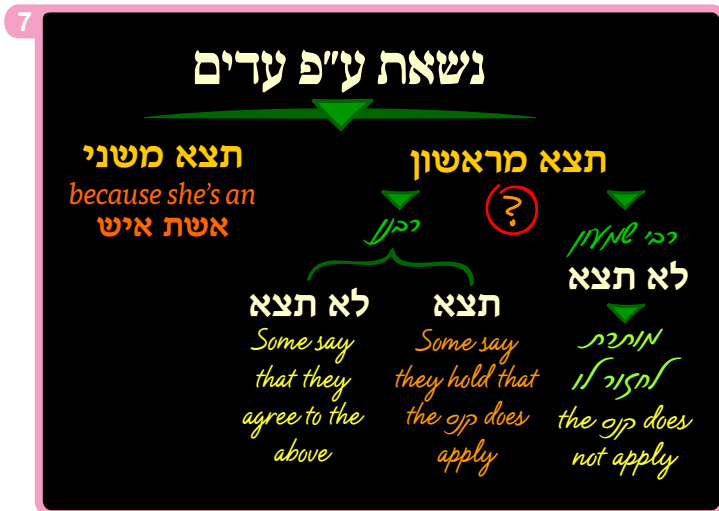 7
נשאת ע"פ עדים
תצא מראשון
?
רבי שמעון
לא תצא
מותרת
לחזור לו
the קנס does
not apply
רבנן
תצא
Some say
they hold that
the קנס does
apply
לא תצא
Some say
that they
agree to the
above
תצא משני
because she's an
אשת איש